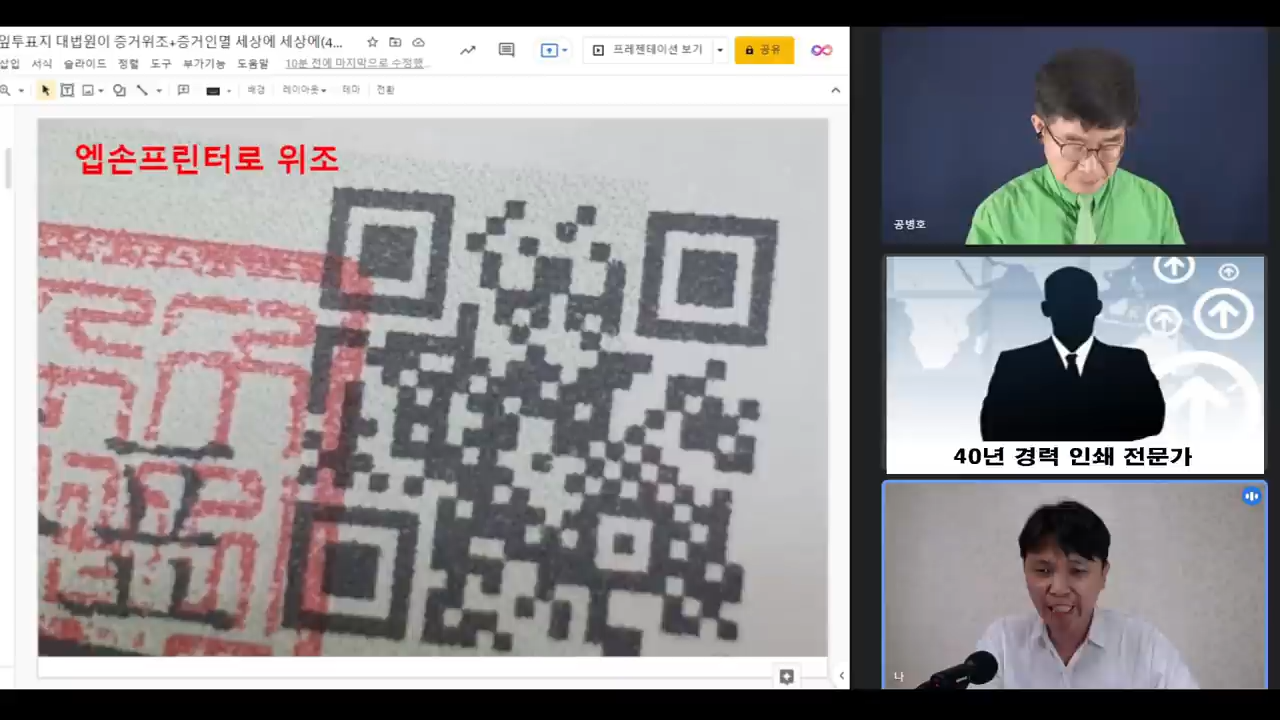 잎투표지 대법원이 증거위조+증거인멸 세상에 세상에(4...
삽입 서식 슬라이드 정렬 도구 부가기능 도움말 10분 전에 마지막으로 수정했...
프레젠테이션 보기
공유
배경 레이아웃 테마 전환
엡손프린터로 위조
공병호
40년 경력 인쇄 전문가
나